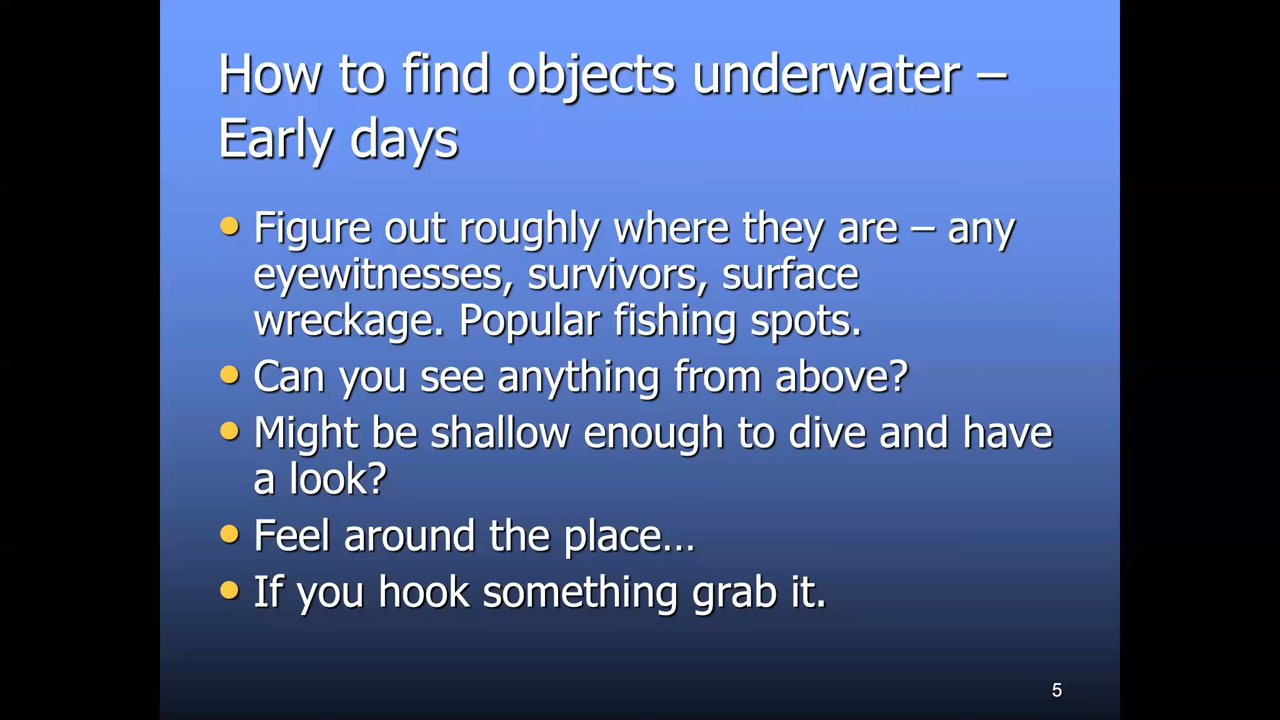 How to find objects underwater –
Early days
• Figure out roughly where they are – any
eyewitnesses, survivors, surface
wreckage. Popular fishing spots.
• Can you see anything from above?
• Might be shallow enough to dive and have
a look?
• Feel around the place…
• If you hook something grab it.
5